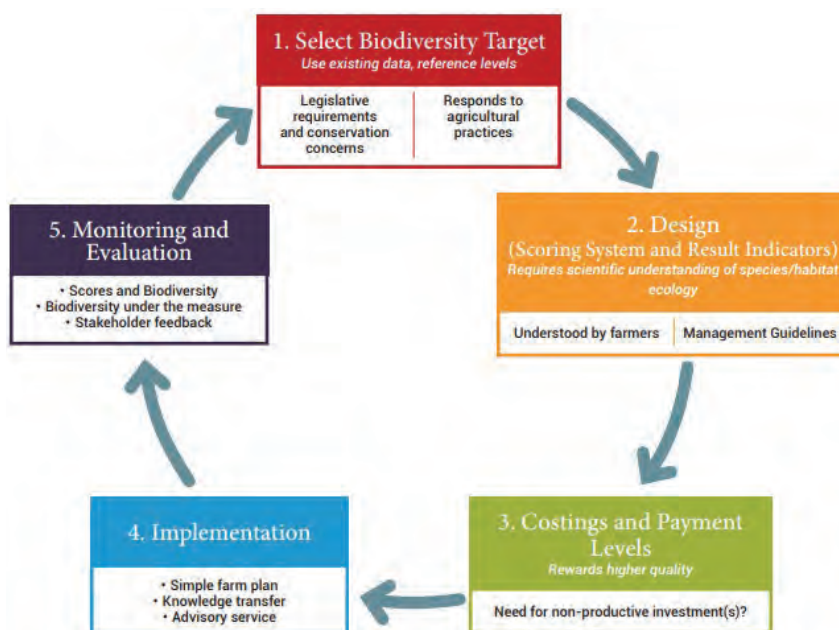 1. Select Biodiversity Target
Use existing data, reference levels
Legislative
requirements
and conservation
concerns
Responds to
agricultural
practices
2. Design
(Scoring System and Result Indicators)
Requires scientific understanding of species/habitat
ecology
Understood by farmers
Management Guidelines
3. Costings and Payment
Levels
Rewards higher quality
Need for non-productive investment(s)?
4. Implementation
• Simple farm plan
• Knowledge transfer
• Advisory service
5. Monitoring and
Evaluation
• Scores and Biodiversity
• Biodiversity under the measure
• Stakeholder feedback